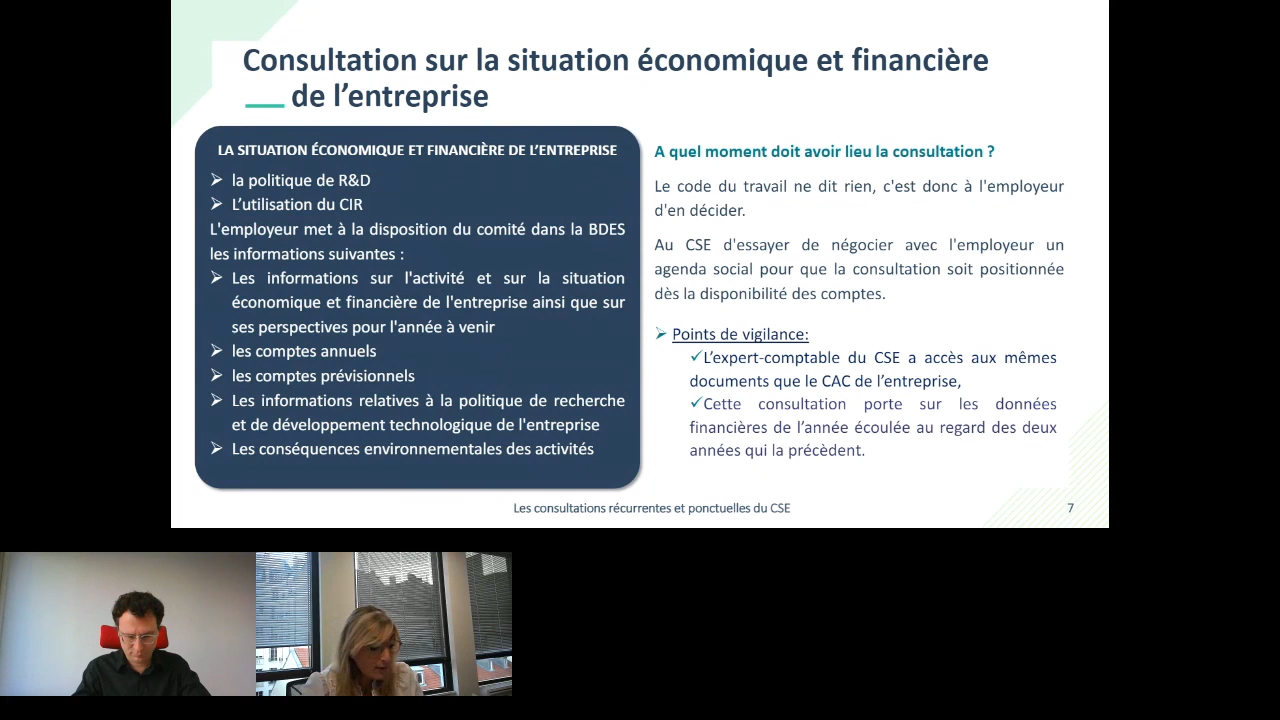 Consultation sur la situation économique et financière
de l’entreprise
LA SITUATION ÉCONOMIQUE ET FINANCIÈRE DE L’ENTREPRISE
la politique de R&D
L’utilisation du CIR
L'employeur met à la disposition du comité dans la BDES
les informations suivantes :
Les informations sur l'activité et sur la situation
économique et financière de l'entreprise ainsi que sur
ses perspectives pour l'année à venir
les comptes annuels
les comptes prévisionnels
Les informations relatives à la politique de recherche
et de développement technologique de l'entreprise
Les conséquences environnementales des activités
A quel moment doit avoir lieu la consultation ?
Le code du travail ne dit rien, c'est donc à l'employeur
d'en décider.
Au CSE d'essayer de négocier avec l'employeur un
agenda social pour que la consultation soit positionnée
dès la disponibilité des comptes.
Points de vigilance:
✓L’expert-comptable du CSE a accès aux mêmes
documents que le CAC de l’entreprise,
✓Cette consultation porte sur les données
financières de l’année écoulée au regard des deux
années qui la précèdent.
Les consultations récurrentes et ponctuelles du CSE
7